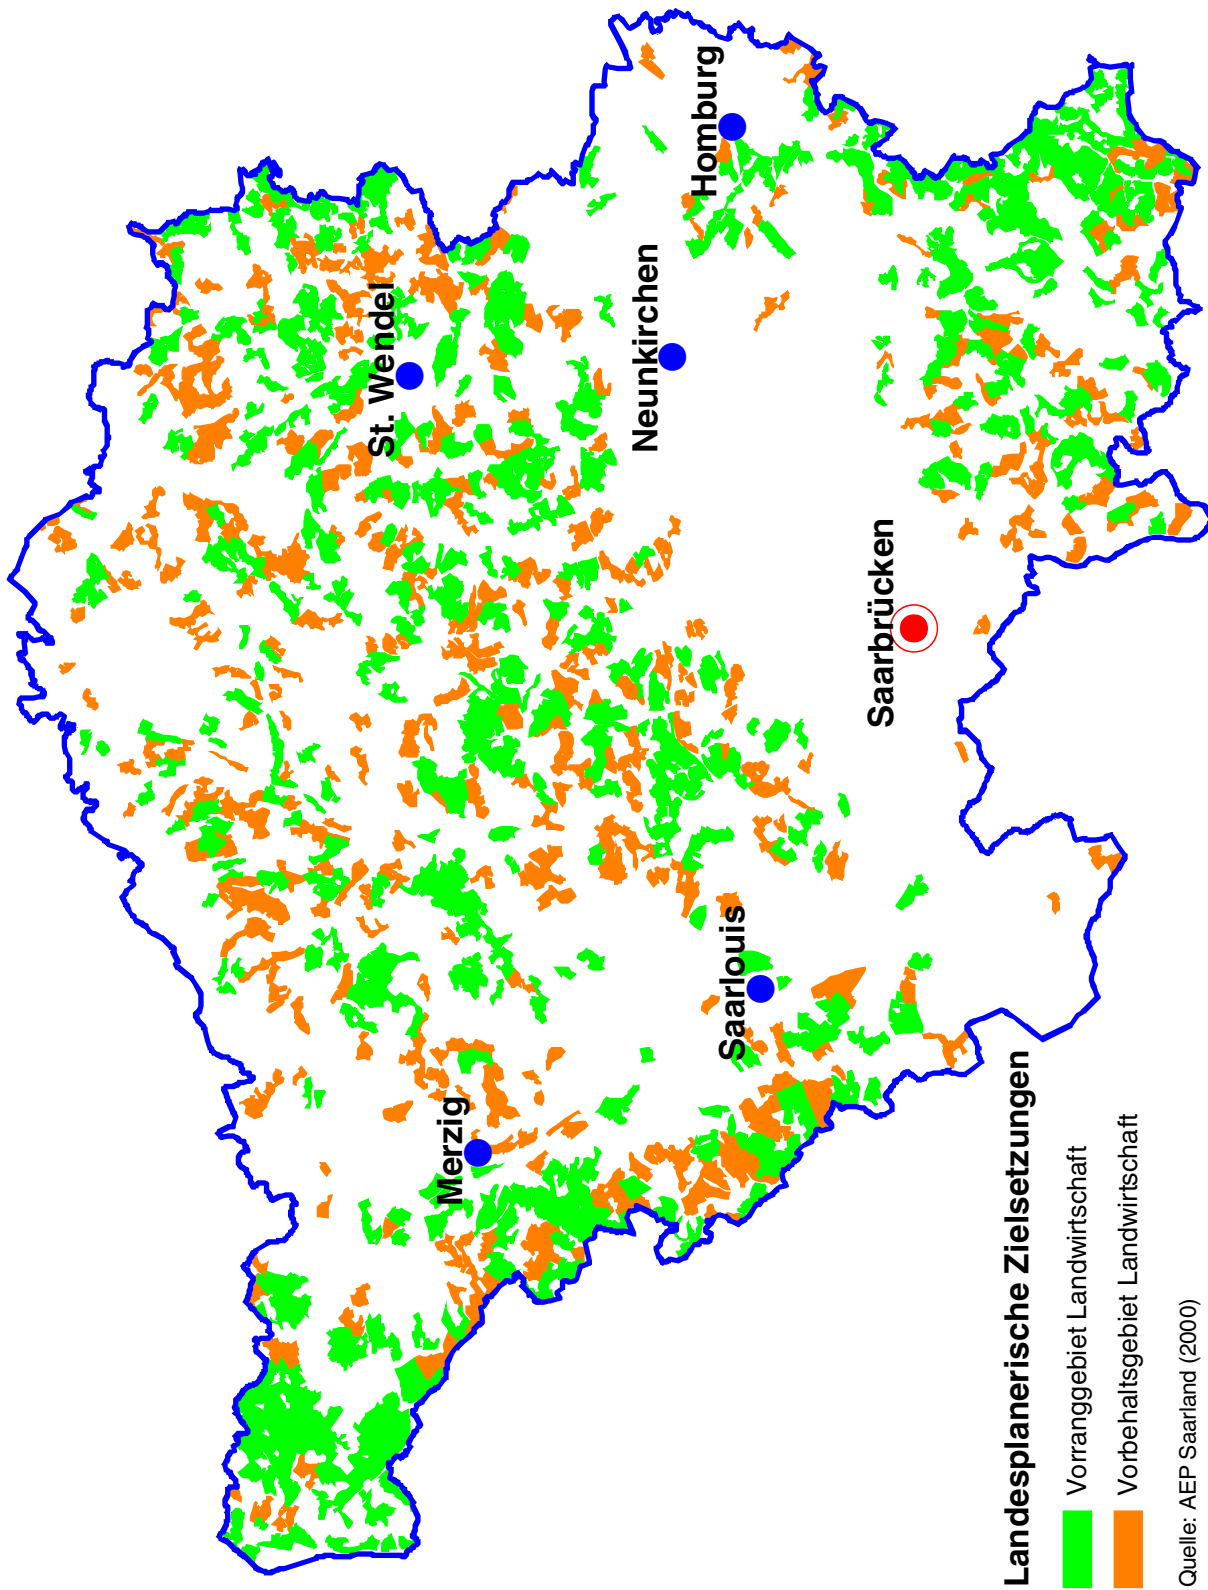 St. Wendel
Homburg
Neunkirchen
Merzig
Saarlouis
Saarbrücken
Landesplanerische Zielsetzungen
Vorranggebiet Landwirtschaft
Vorbehaltsgebiet Landwirtschaft
Quelle: AEP Saarland (2000)